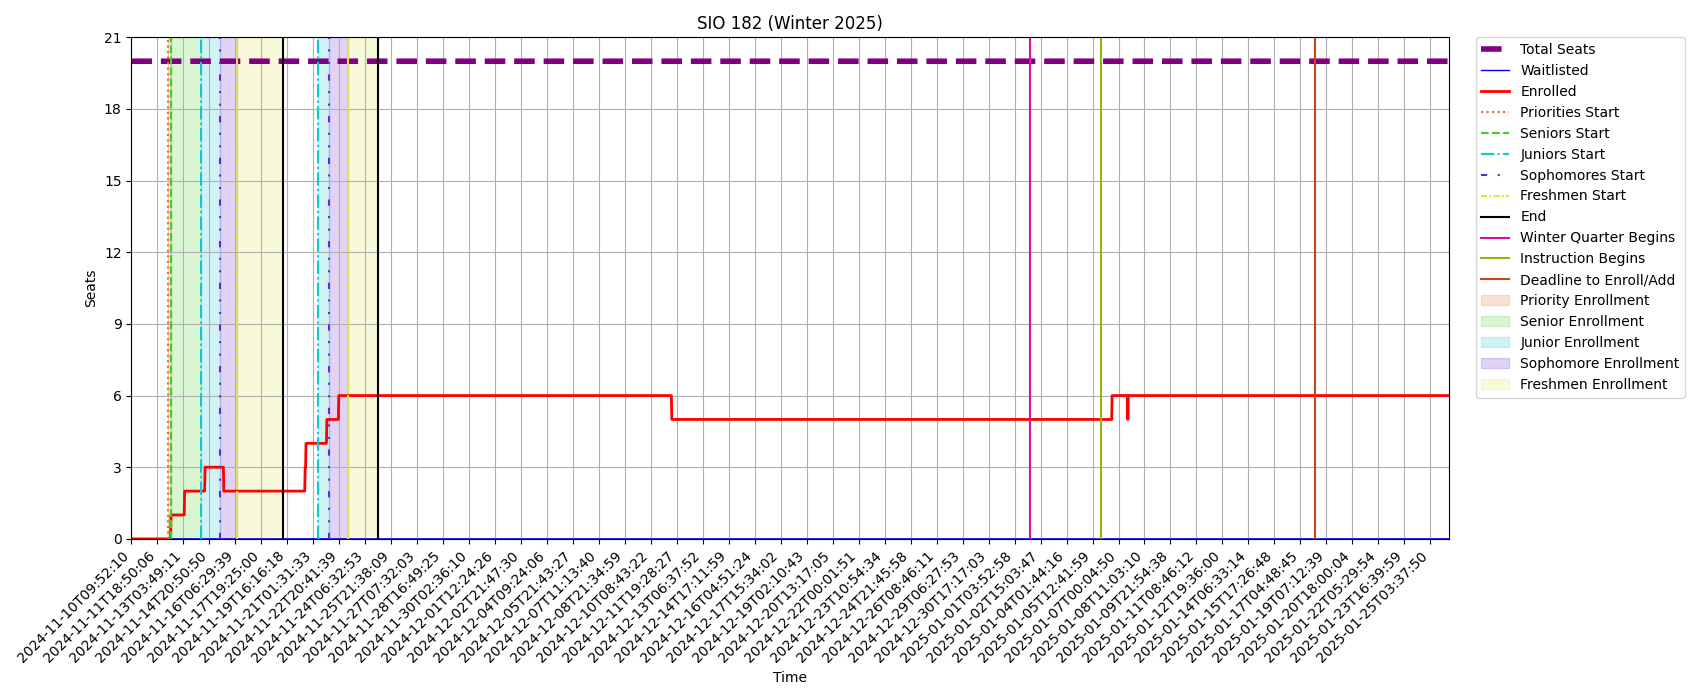 SIO 182 (Winter 2025)
21
18
15
12
9
6
3
0
Seats
2024-11-10T09:52:10
2024-11-11T18:50:06
2024-11-13T03:49:11
2024-11-14T20:50:50
2024-11-16T06:29:39
2024-11-17T19:25:00
2024-11-19T16:16:18
2024-11-21T01:31:33
2024-11-22T20:41:39
2024-11-24T06:32:53
2024-11-25T21:38:09
2024-11-27T07:32:03
2024-11-28T16:49:25
2024-11-30T02:36:10
2024-12-01T12:24:26
2024-12-02T21:47:30
2024-12-04T09:24:06
2024-12-05T21:43:27
2024-12-07T11:13:40
2024-12-08T21:34:59
2024-12-10T08:43:22
2024-12-11T19:28:27
2024-12-13T06:37:52
2024-12-14T17:11:59
2024-12-16T04:51:24
2024-12-17T15:34:02
2024-12-19T02:10:43
2024-12-20T13:17:05
2024-12-22T00:01:51
2024-12-23T10:54:34
2024-12-24T21:45:58
2024-12-26T08:46:11
2024-12-29T06:27:53
2024-12-30T17:17:03
2025-01-01T03:52:58
2025-01-02T15:03:47
2025-01-04T01:44:16
2025-01-05T12:41:59
2025-01-07T00:04:50
2025-01-08T11:03:10
2025-01-09T21:54:38
2025-01-11T08:46:12
2025-01-12T19:36:00
2025-01-14T06:33:14
2025-01-15T17:26:48
2025-01-17T04:48:45
2025-01-19T07:12:39
2025-01-20T18:00:04
2025-01-22T05:29:54
2025-01-23T16:39:59
2025-01-25T03:37:50
Time
Total Seats
Waitlisted
Enrolled
Priorities Start
Seniors Start
Juniors Start
Sophomores Start
Freshmen Start
End
Winter Quarter Begins
Instruction Begins
Deadline to Enroll/Add
Priority Enrollment
Senior Enrollment
Junior Enrollment
Sophomore Enrollment
Freshmen Enrollment